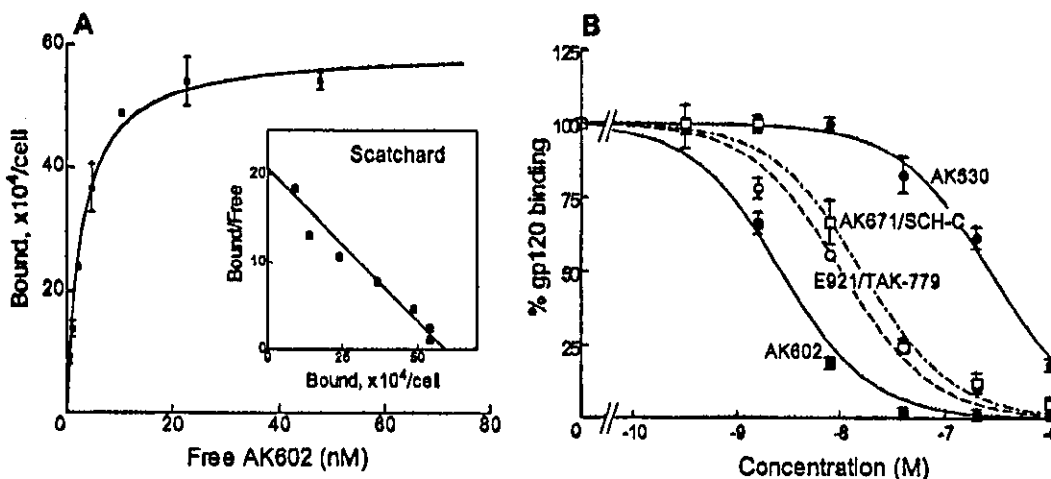 A
Bound, x10⁴/cell
60
40
20
0
0 20 40 60 80
Free AK602 (nM)
Scatchard
Bound/Free
20
10
0
0 25 50
Bound, x10⁴/cell
B
% gp120 binding
125
100
75
50
25
0 -10 -9 -8 -7 -6
Concentration (M)
AK530
AK671/SCH-C
E921/TAK-779
AK602